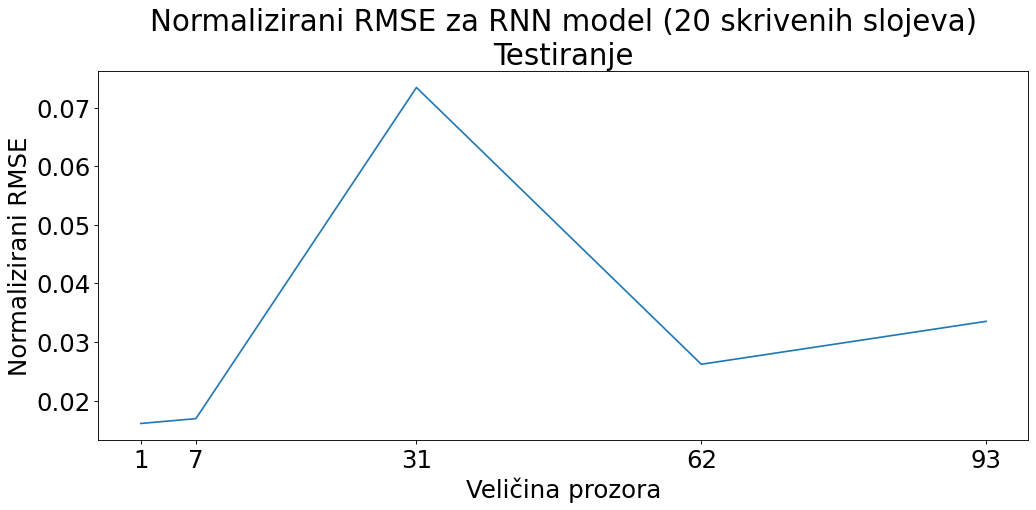 Normalizirani RMSE za RNN model (20 skrivenih slojeva)
Testiranje
Normalizirani RMSE
0.07
0.06
0.05
0.04
0.03
0.02
1 7 31 62 93
Veličina prozora